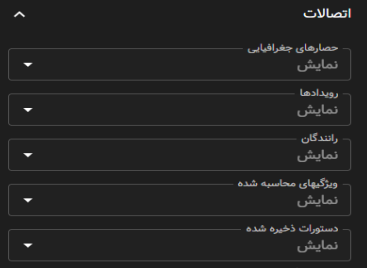 اتصالات
حصارهای جغرافیایی
نمایش
رویدادها
نمایش
رانندگان
نمایش
ویژگیهای محاسبه شده
نمایش
دستورات ذخیره شده
نمایش